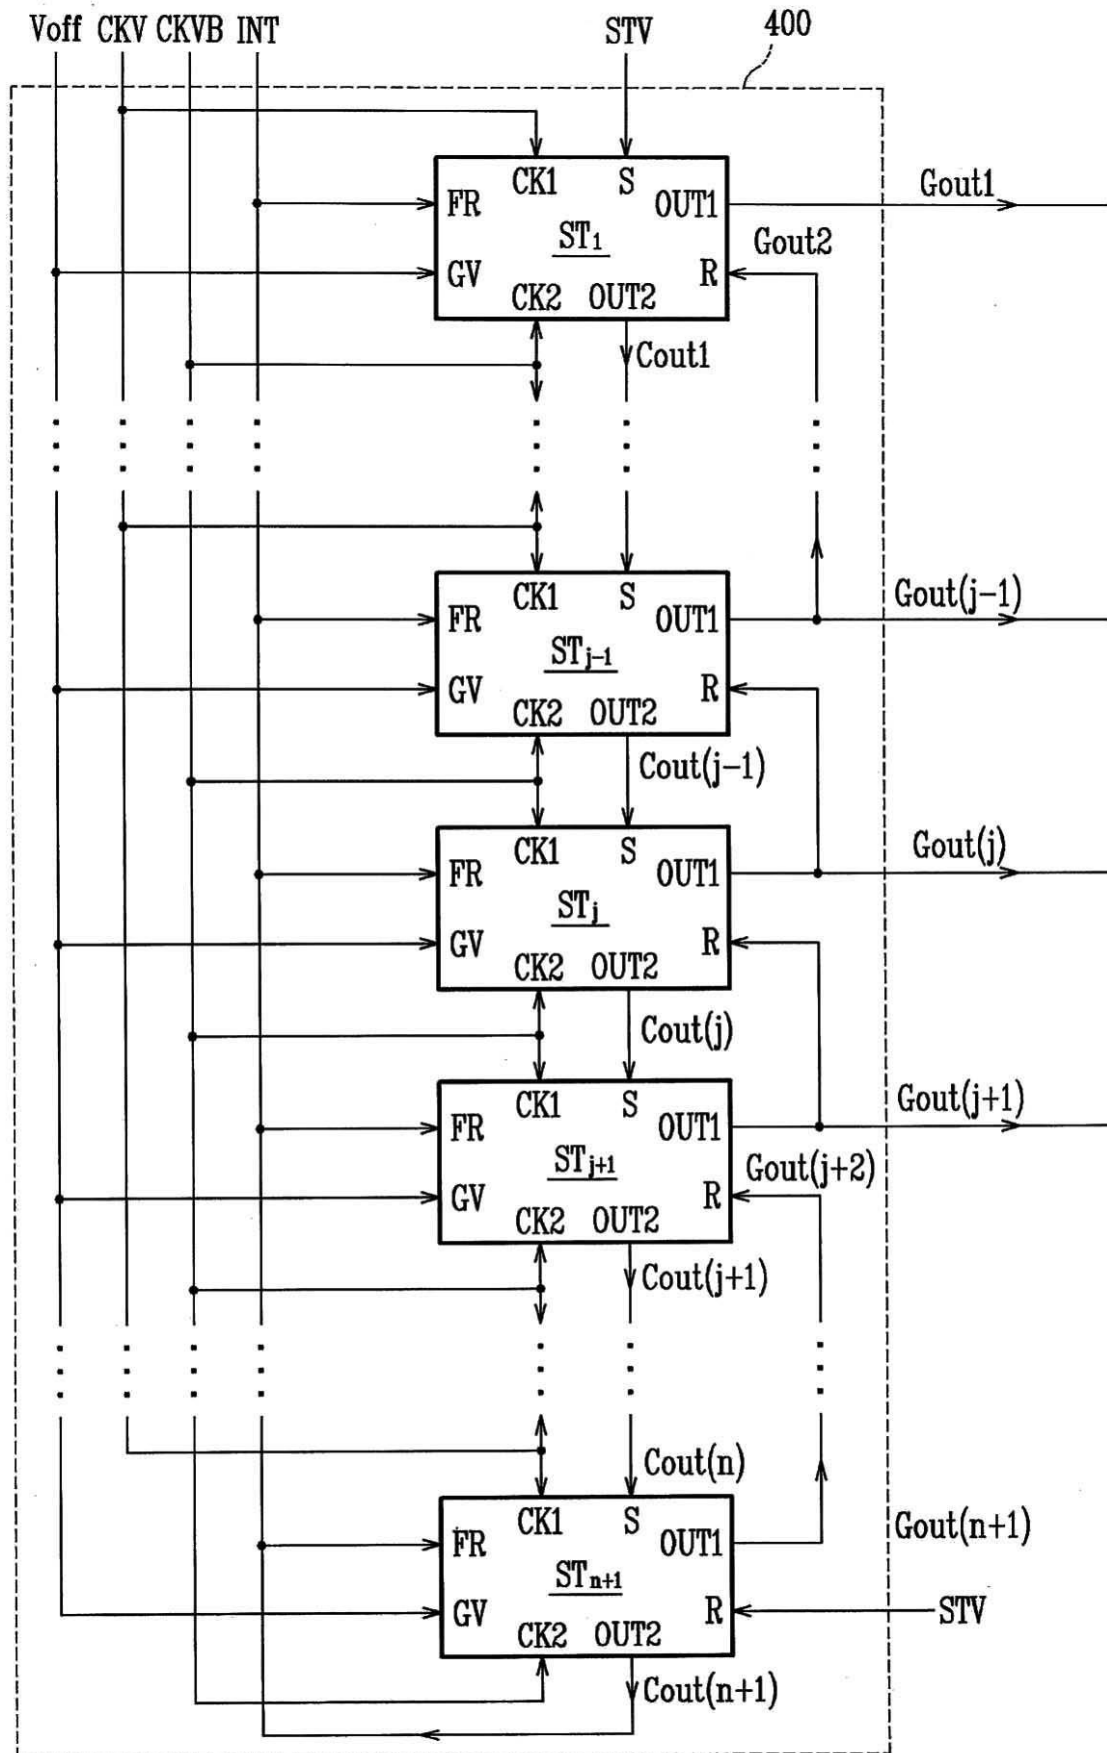 Voff CKV CKVB INT STV 400
CK1 S
FR OUT1 Gout1
ST1 Gout2
GV R
CK2 OUT2
Cout1
CK1 S Gout(j-1)
FR OUT1
STj-1
GV R
CK2 OUT2
Cout(j-1)
CK1 S Gout(j)
FR OUT1
STj
GV R
CK2 OUT2
Cout(j)
CK1 S Gout(j+1)
FR OUT1
STj+1 Gout(j+2)
GV R
CK2 OUT2
Cout(j+1)
Cout(n)
CK1 S Gout(n+1)
FR OUT1
STn+1
GV R STV
CK2 OUT2
Cout(n+1)